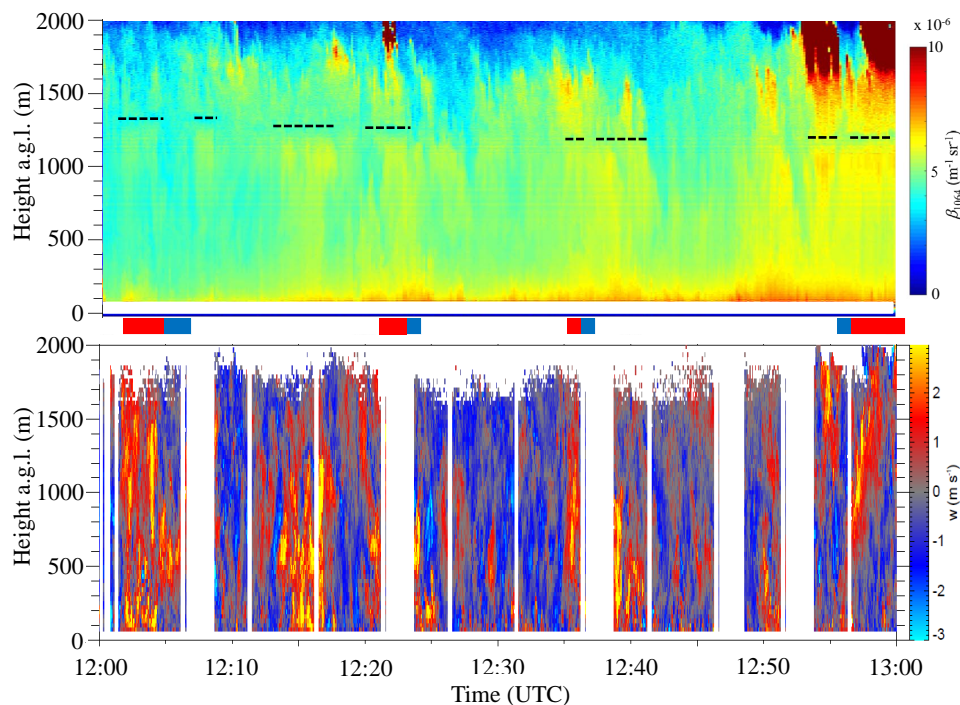 x 10⁻⁶
2000
1500
1000
500
0
Height a.g.l. (m)
10
5
0
β₁₀₆₄ (m⁻¹ sr⁻¹)
2000
1500
1000
500
0
Height a.g.l. (m)
2
1
0
-1
-2
-3
w (m s⁻¹)
12:00 12:10 12:20 12:30 12:40 12:50 13:00
Time (UTC)